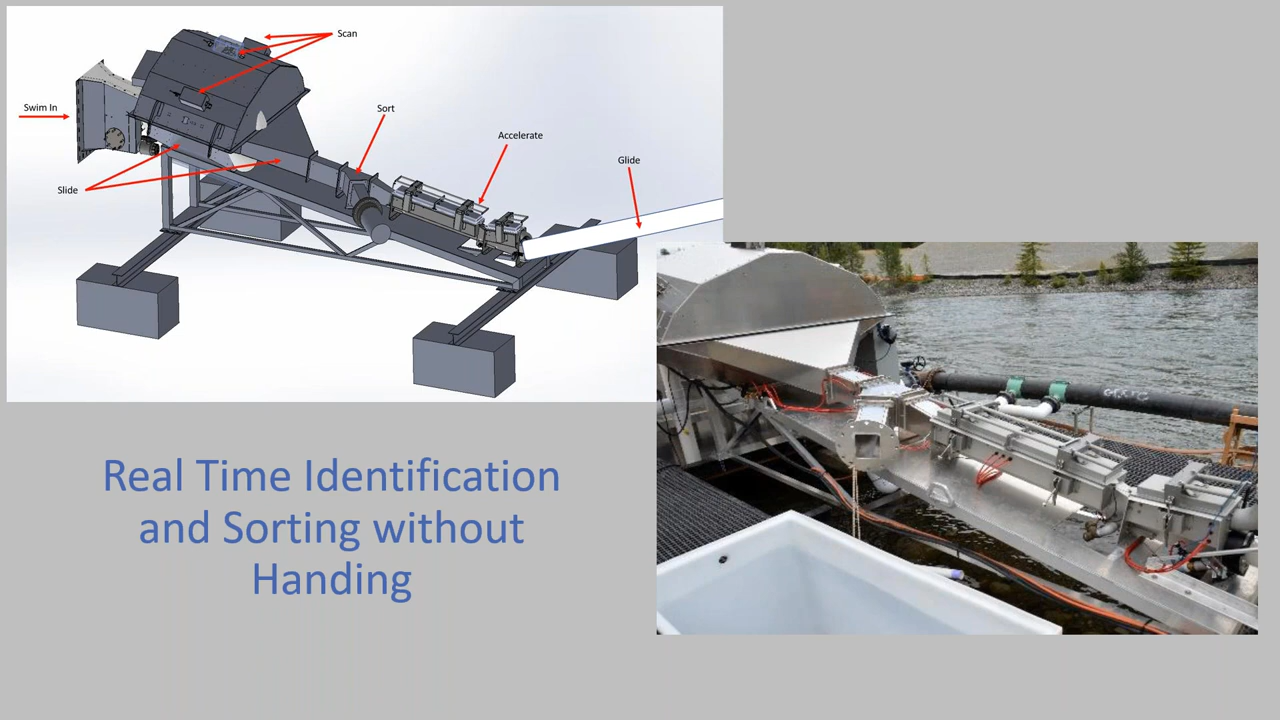 Scan
Swim In
Sort
Accelerate
Glide
Slide
Real Time Identification
and Sorting without
Handing